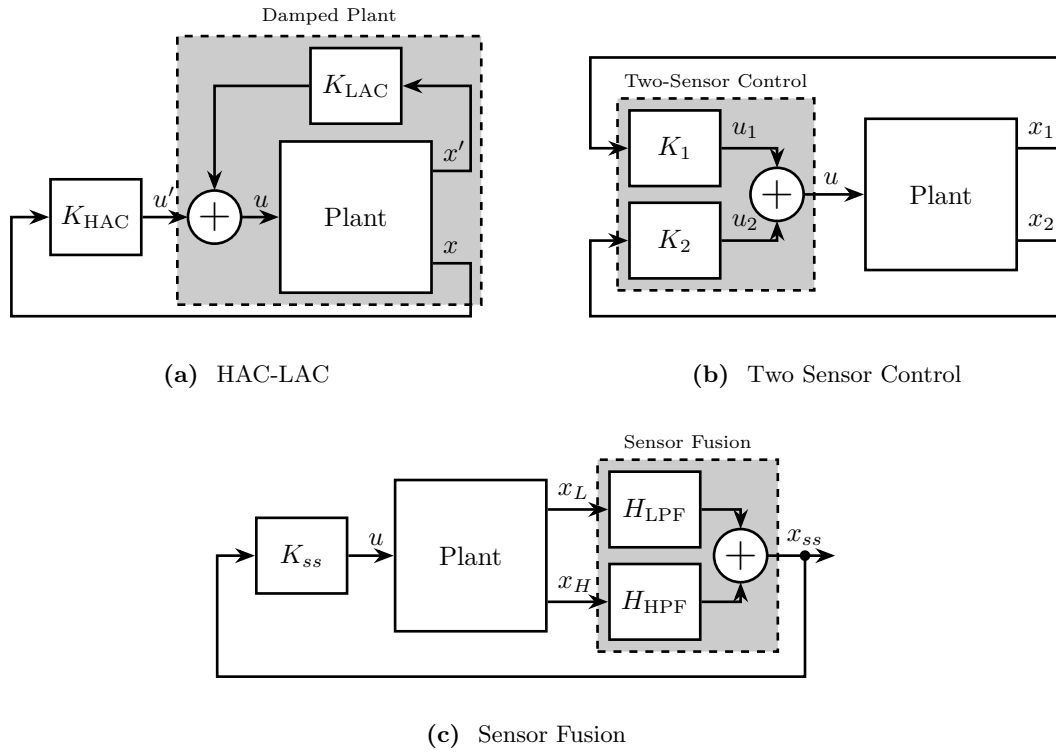 Damped Plant
K_LAC
x'
K_HAC
u'
+
u
Plant
x
(a) HAC-LAC
Two-Sensor Control
K_1
u_1
x_1
+
u
Plant
K_2
u_2
x_2
(b) Two Sensor Control
Sensor Fusion
x_L
H_LPF
K_ss
u
Plant
+
x_ss
x_H
H_HPF
(c) Sensor Fusion